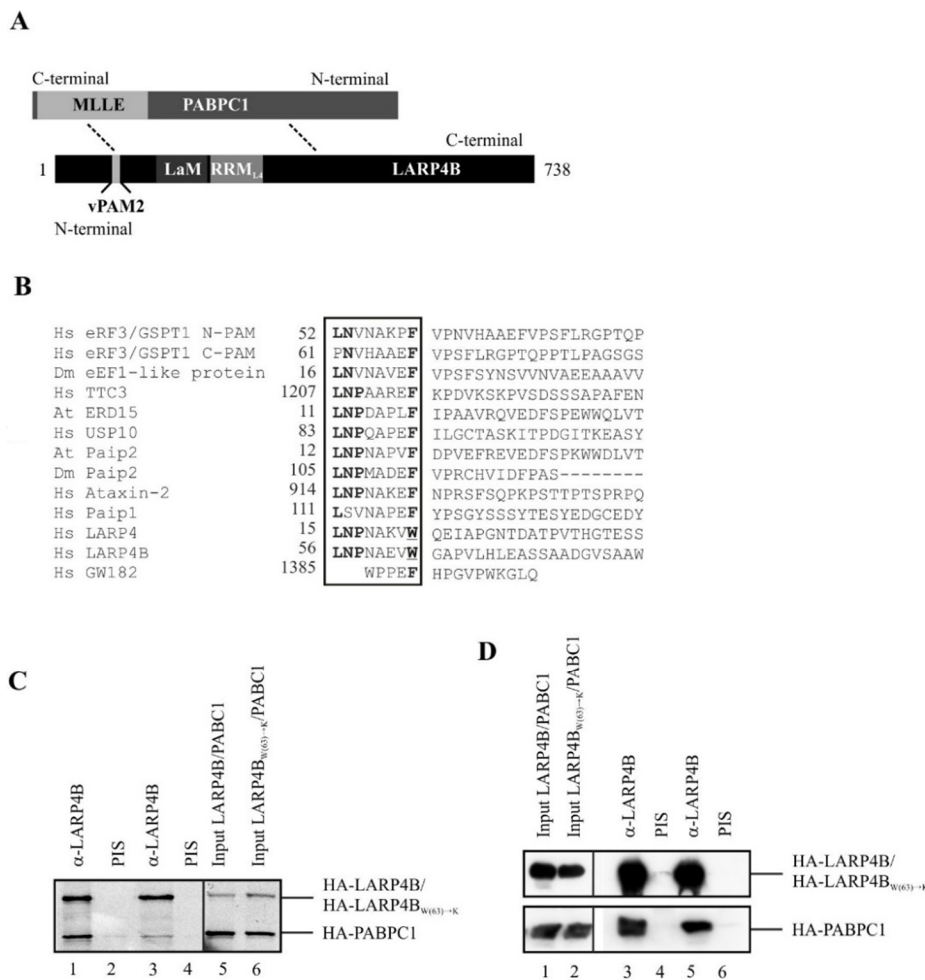 A
C-terminal N-terminal
MLLE PABPC1
C-terminal
1 LaM RRM L4 LARP4B 738
vPAM2
N-terminal
B
Hs eRF3/GSPT1 N-PAM 52 LNVNAKPF VPNVHAAEFVPSFLRGPTQP
Hs eRF3/GSPT1 C-PAM 61 PNVHAAEF VPSFLRGPTQPPTLPAGSGS
Dm eEF1-like protein 16 LNVNAVEF VPSFSYNSVVNVAEEAAAVV
Hs TTC3 1207 LNPAAREF KPDVKSKPVSDSSSAPAFEN
At ERD15 11 LNPDAPLF IPAAVRQVEDFSPEWWQLVT
Hs USP10 83 LNPQAPEF ILGCTASKITPDGITKEASY
At Paip2 12 LNPNAPVF DPVEFREVEDFSPKWWDLVT
Dm Paip2 105 LNPMADEF VPRCHVIDFPAS--------
Hs Ataxin-2 914 LNPNAKEF NPRSFSQPKPSTTPTSPRPQ
Hs Paip1 111 LSVNAPEF YPSGYSSSYTESYEDGCEDY
Hs LARP4 15 LNPNAKVW QEIAPGNTDATPVTHGTESS
Hs LARP4B 56 LNPNAEVW GAPVLHLEASSAADGVSAAW
Hs GW182 1385 WPPEF HPGVPWKGLQ
C
α-LARP4B
PIS
α-LARP4B
PIS
Input LARP4B/PABC1
Input LARP4BW(63)→K/PABC1
HA-LARP4B/
HA-LARP4BW(63)→K
HA-PABPC1
1 2 3 4 5 6
D
Input LARP4B/PABC1
Input LARP4BW(63)→K/PABC1
α-LARP4B
PIS
α-LARP4B
PIS
HA-LARP4B/
HA-LARP4BW(63)→K
HA-PABPC1
1 2 3 4 5 6